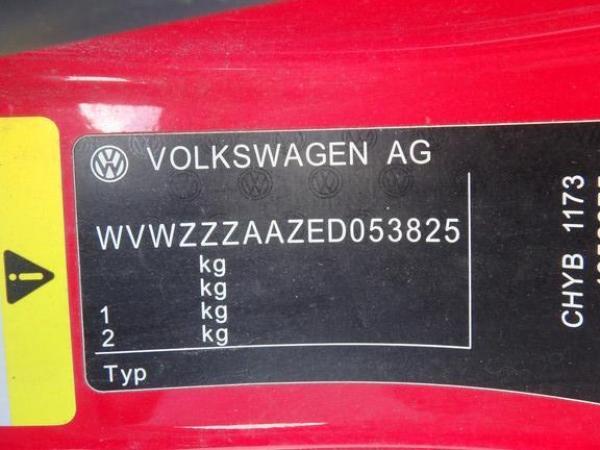 VOLKSWAGEN AG
WVWZZZAAZED053825
kg
kg
1 kg
2 kg
Typ
CHYB 1173